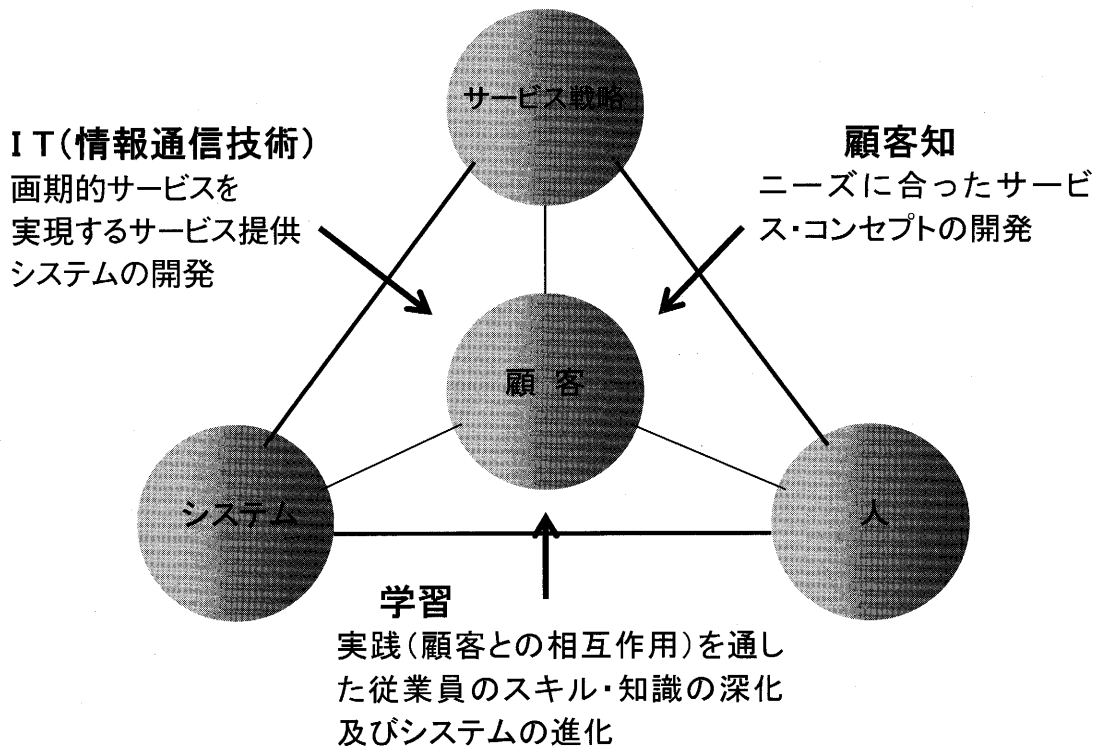 サービス戦略
IT(情報通信技術)
画期的サービスを
実現するサービス提供
システムの開発
顧客知
ニーズに合ったサービ
ス・コンセプトの開発
顧客
システム
人
学習
実践(顧客との相互作用)を通し
た従業員のスキル・知識の深化
及びシステムの進化